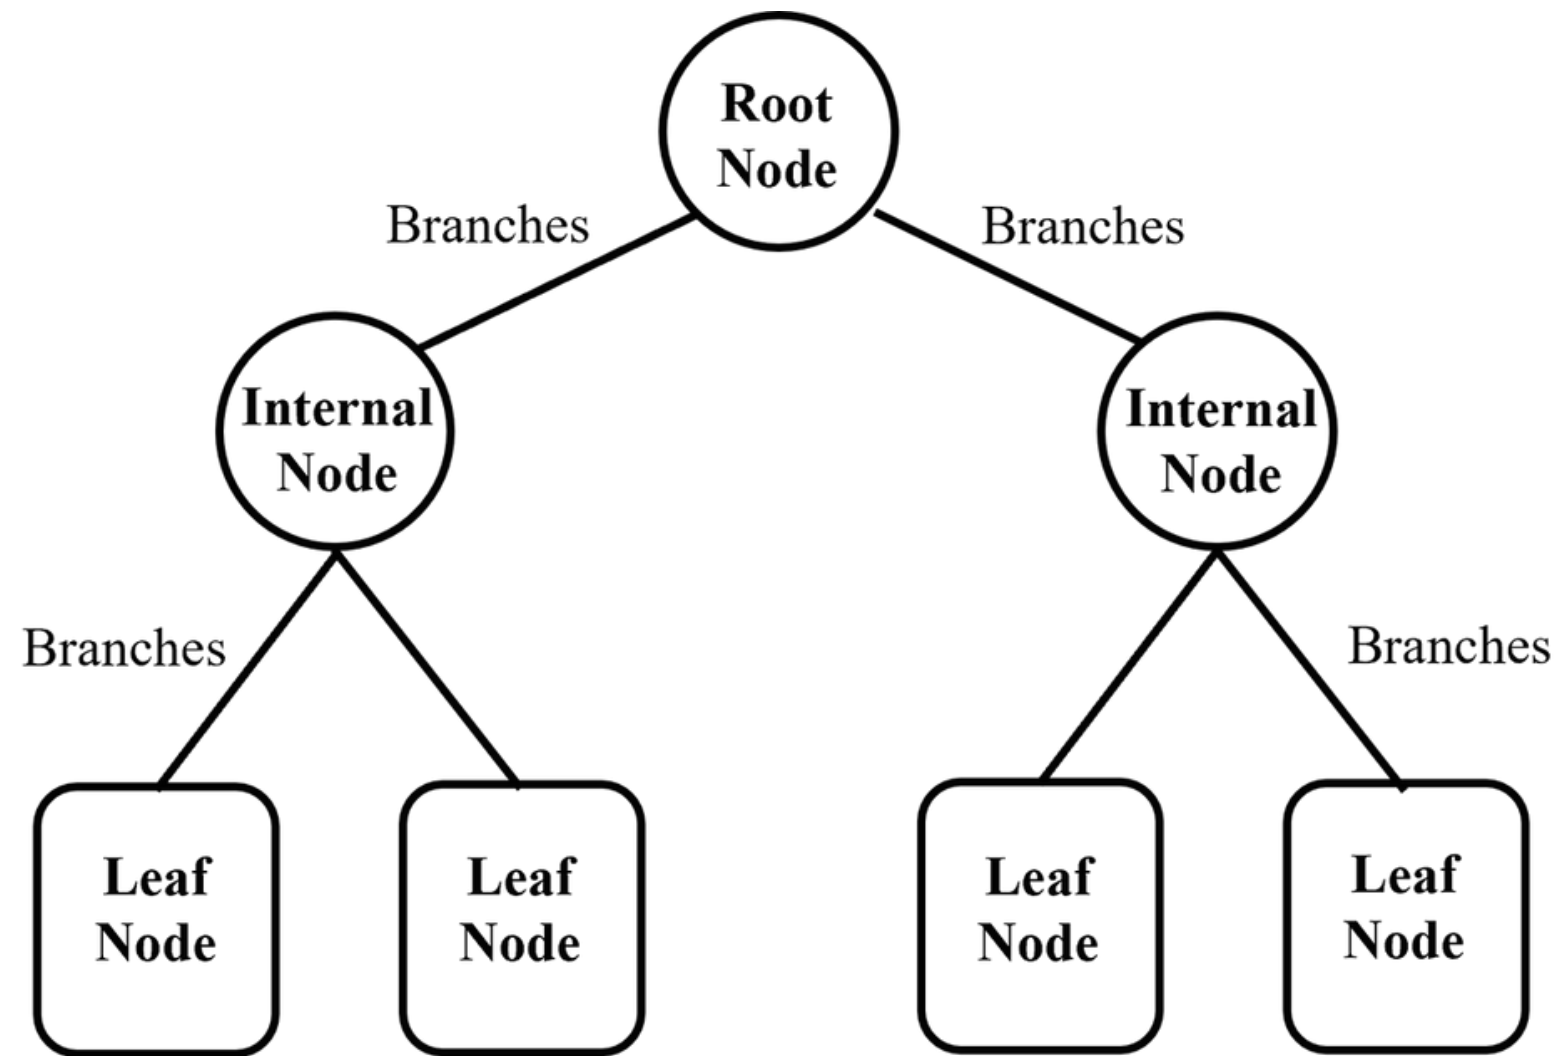 Root
Node
Branches
Branches
Internal
Node
Internal
Node
Branches
Branches
Leaf
Node
Leaf
Node
Leaf
Node
Leaf
Node